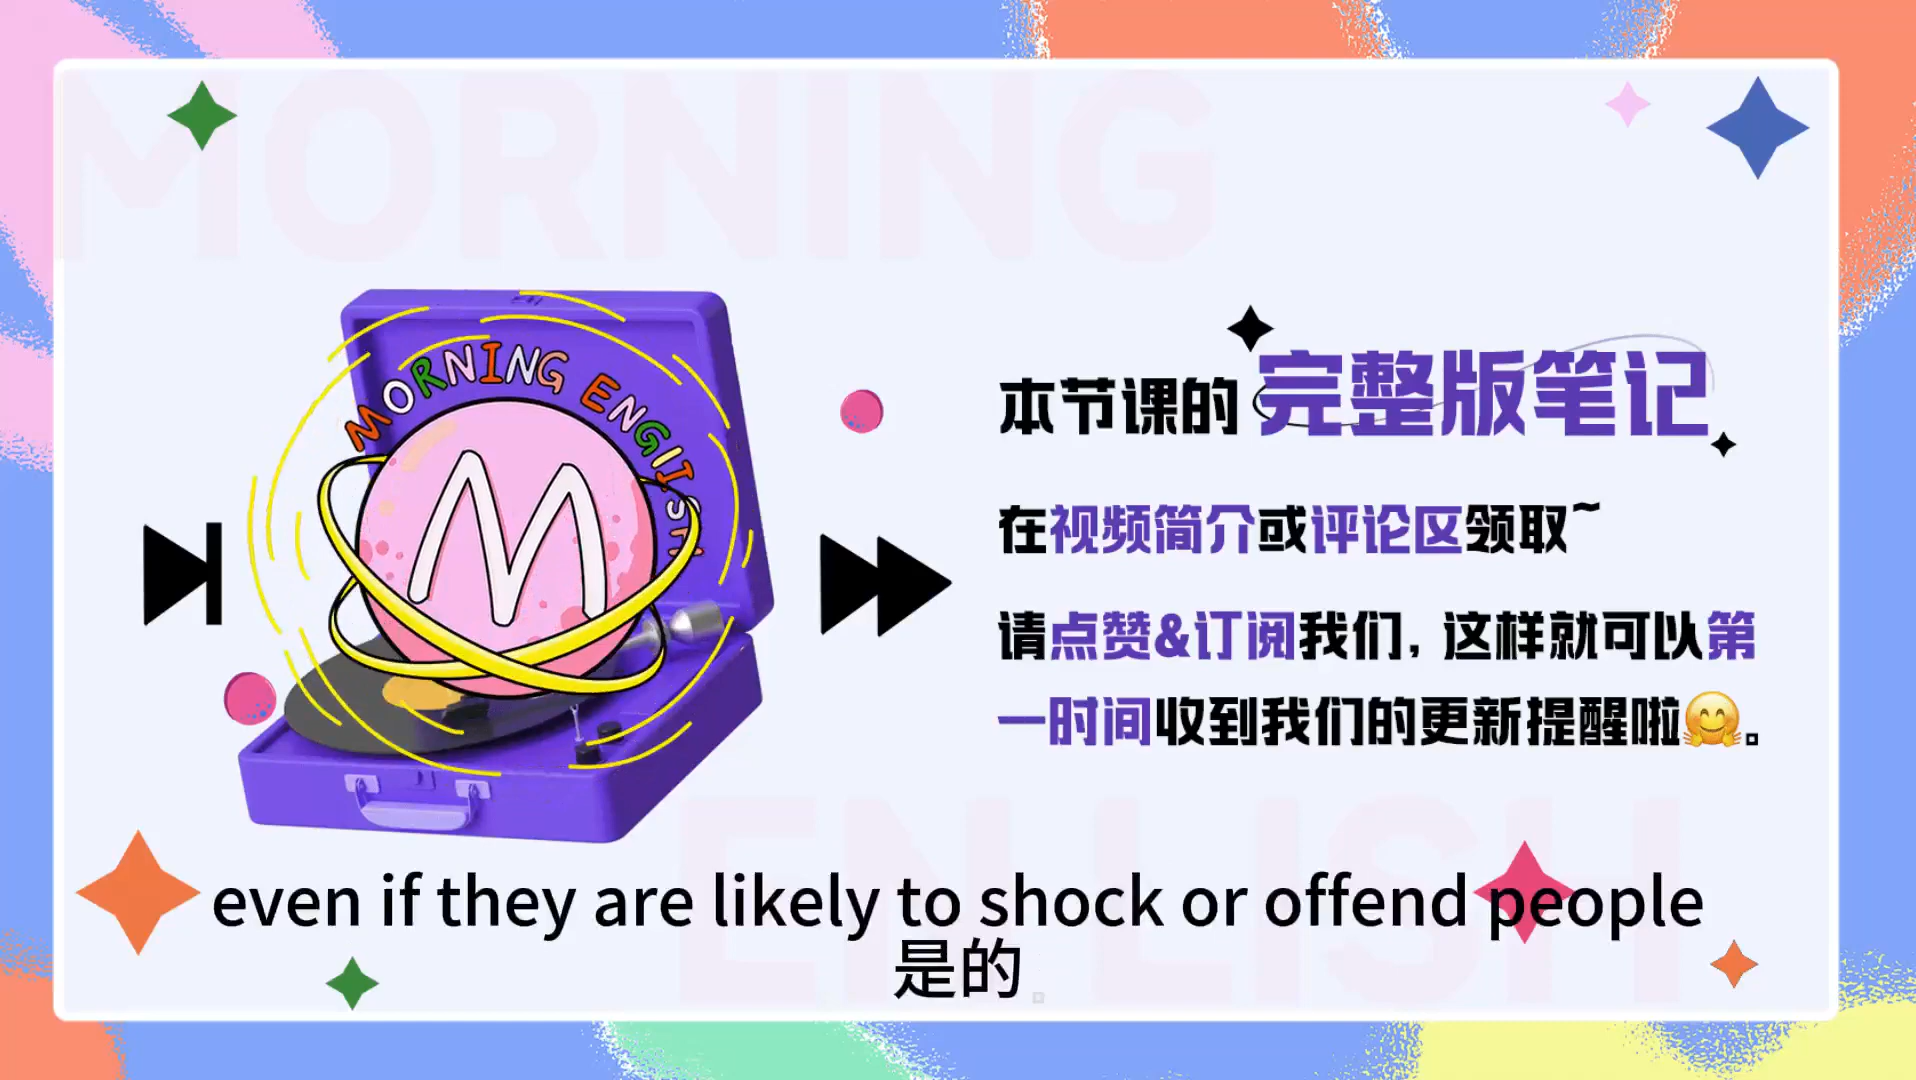 MORNING
MORNING ENGLISH
M
本节课的完整版笔记
在视频简介或评论区领取~
请点赞&订阅我们，这样就可以第
一时间收到我们的更新提醒啦🤗。
EN LISH
even if they are likely to shock or offend people
是的